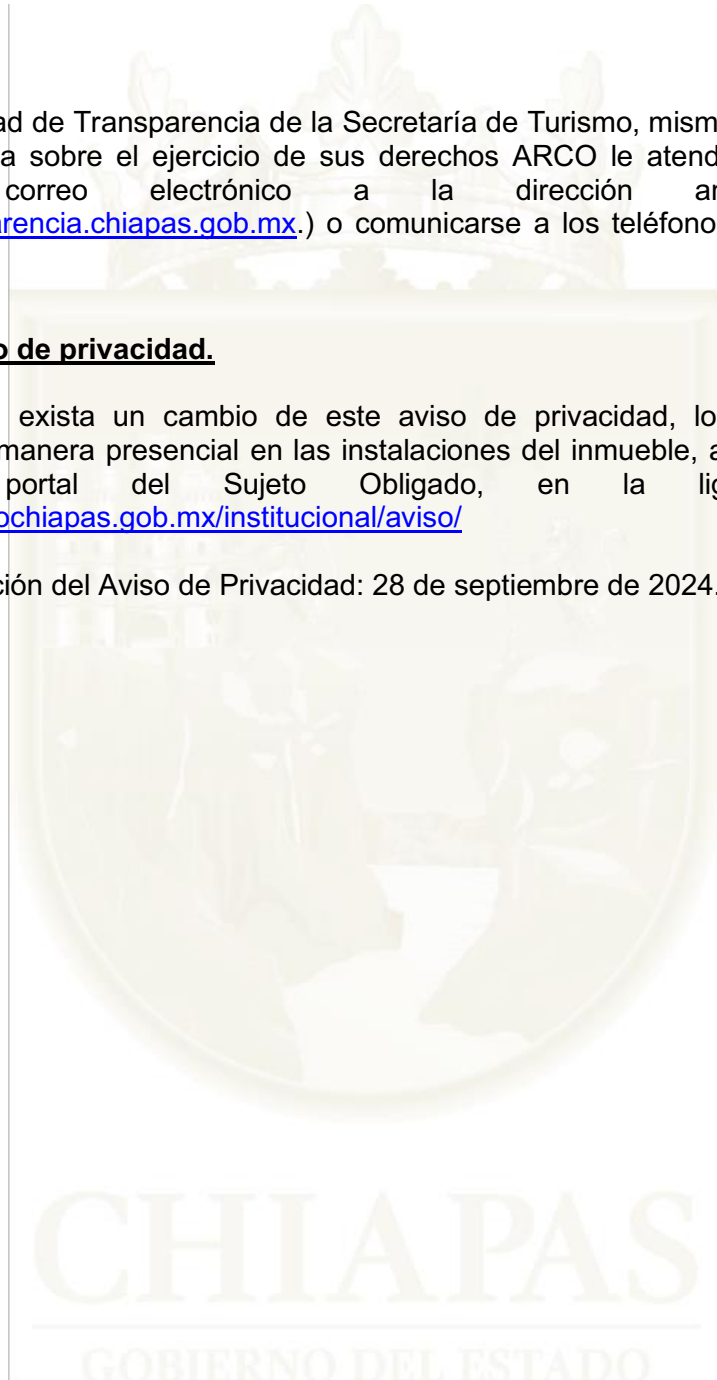 ad de Transparencia de la Secretaría de Turismo, mism
a sobre el ejercicio de sus derechos ARCO le atend
correo electrónico a la dirección an
arencia.chiapas.gob.mx.) o comunicarse a los teléfono
o de privacidad.
exista un cambio de este aviso de privacidad, lo
manera presencial en las instalaciones del inmueble, a
portal del Sujeto Obligado, en la lig
ochiapas.gob.mx/institucional/aviso/
ción del Aviso de Privacidad: 28 de septiembre de 2024.
CHIAPAS
GOBIERNO DEL ESTADO